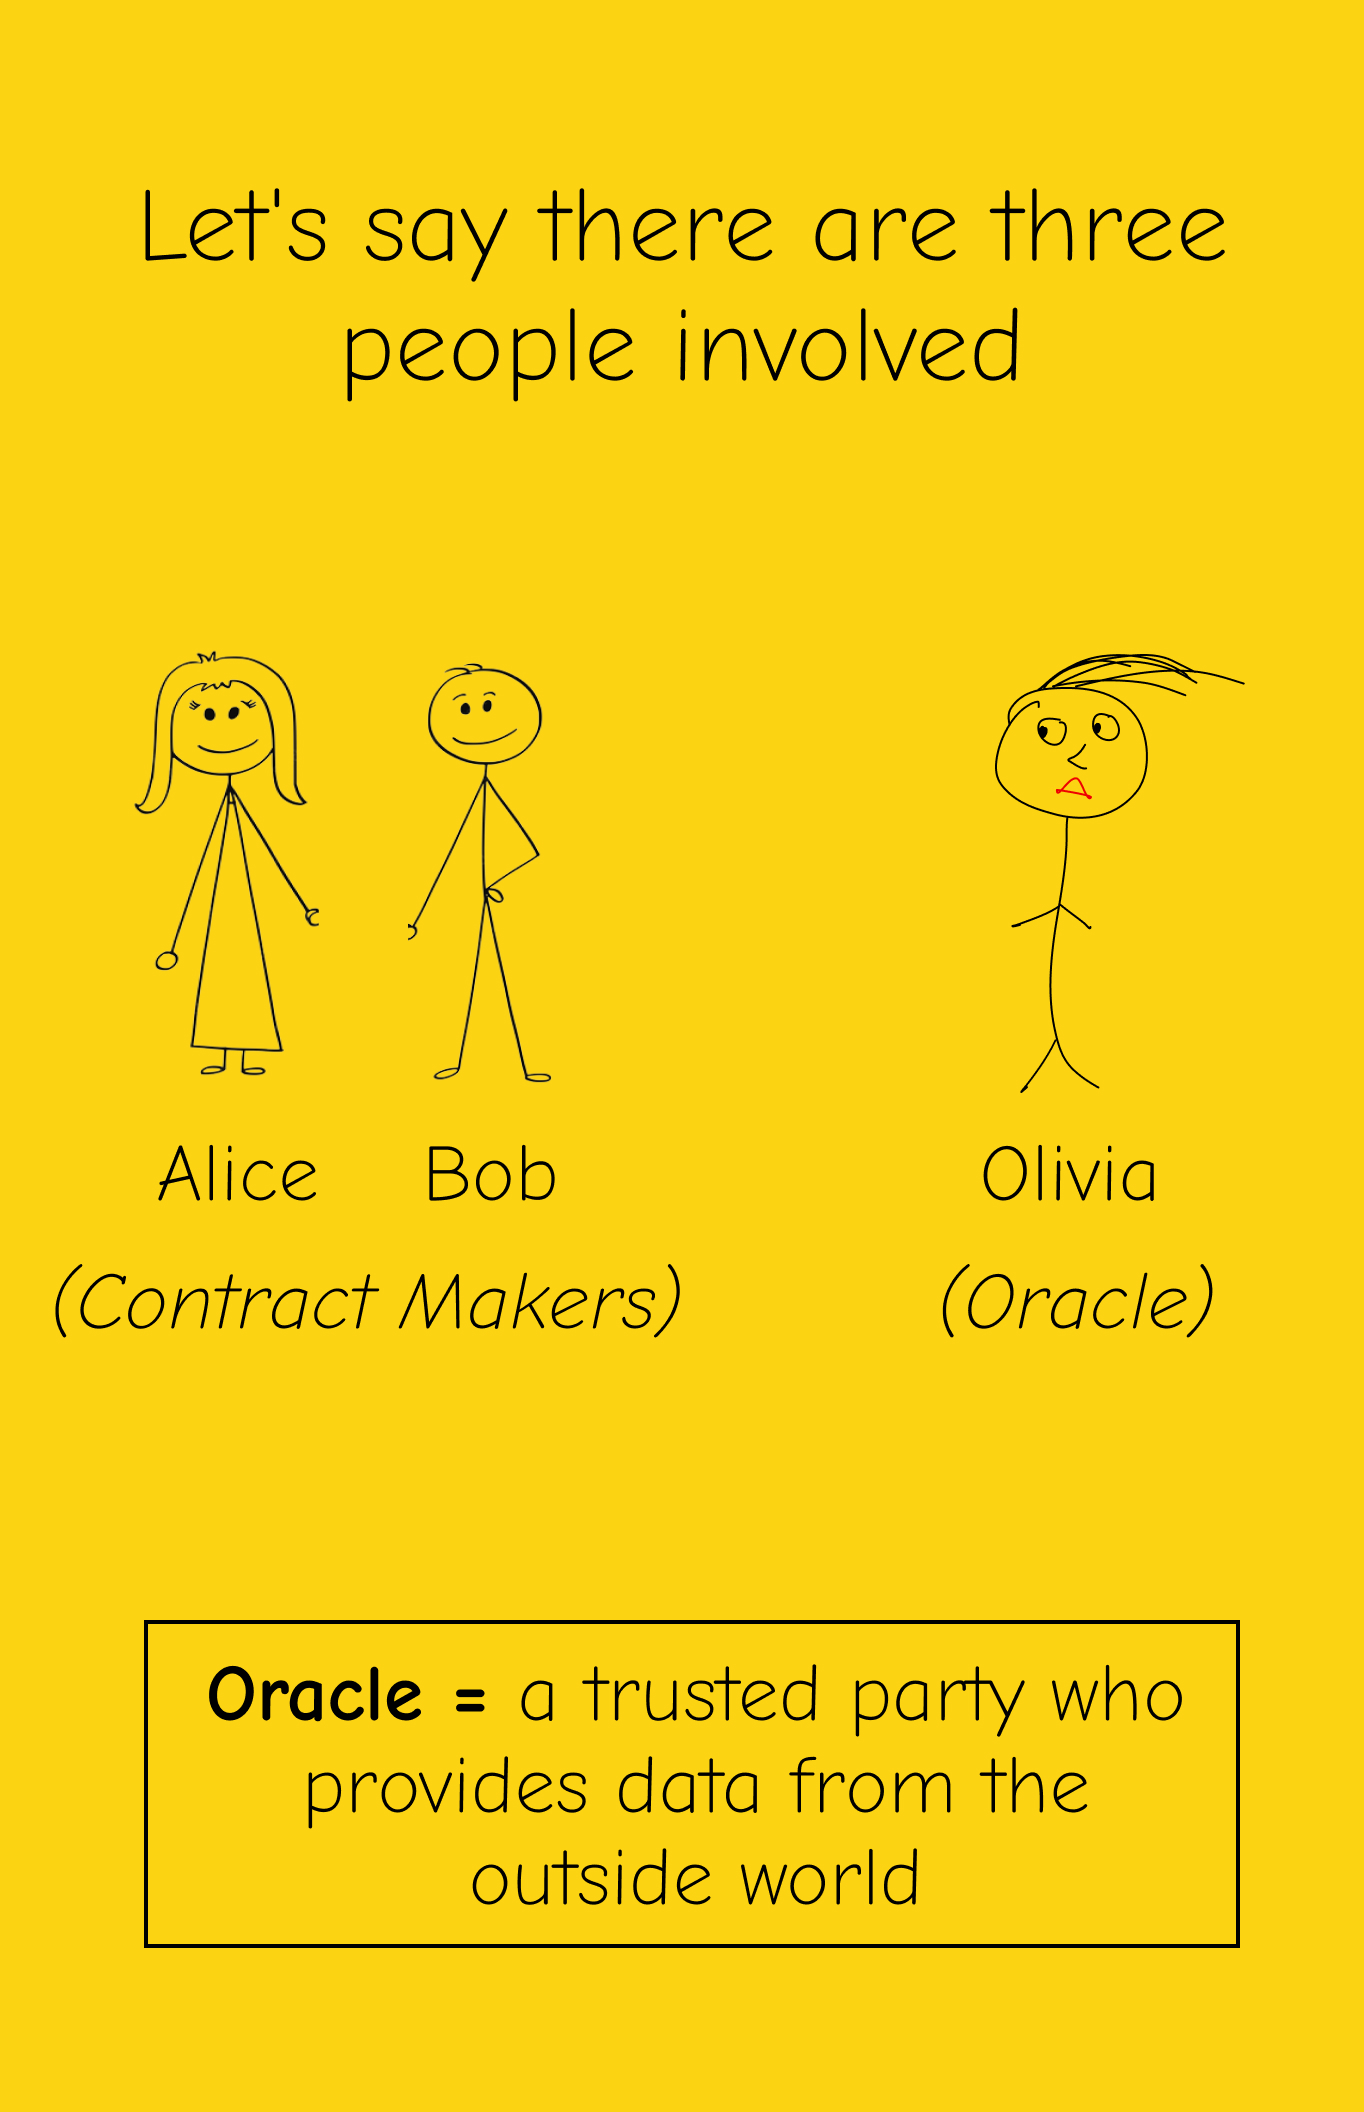 Let's say there are three
people involved
Alice Bob Olivia
(Contract Makers) (Oracle)
Oracle = a trusted party who
provides data from the
outside world